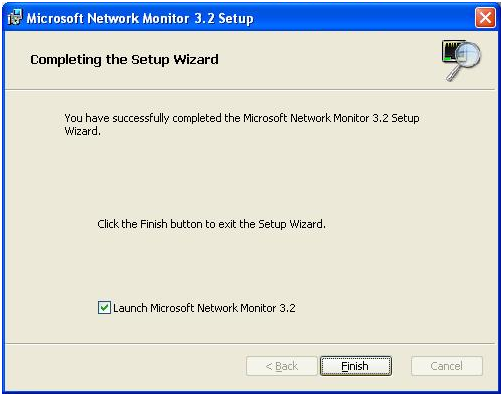 Microsoft Network Monitor 3.2 Setup
Completing the Setup Wizard
You have successfully completed the Microsoft Network Monitor 3.2 Setup
Wizard.
Click the Finish button to exit the Setup Wizard.
Launch Microsoft Network Monitor 3.2
< Back
Finish
Cancel